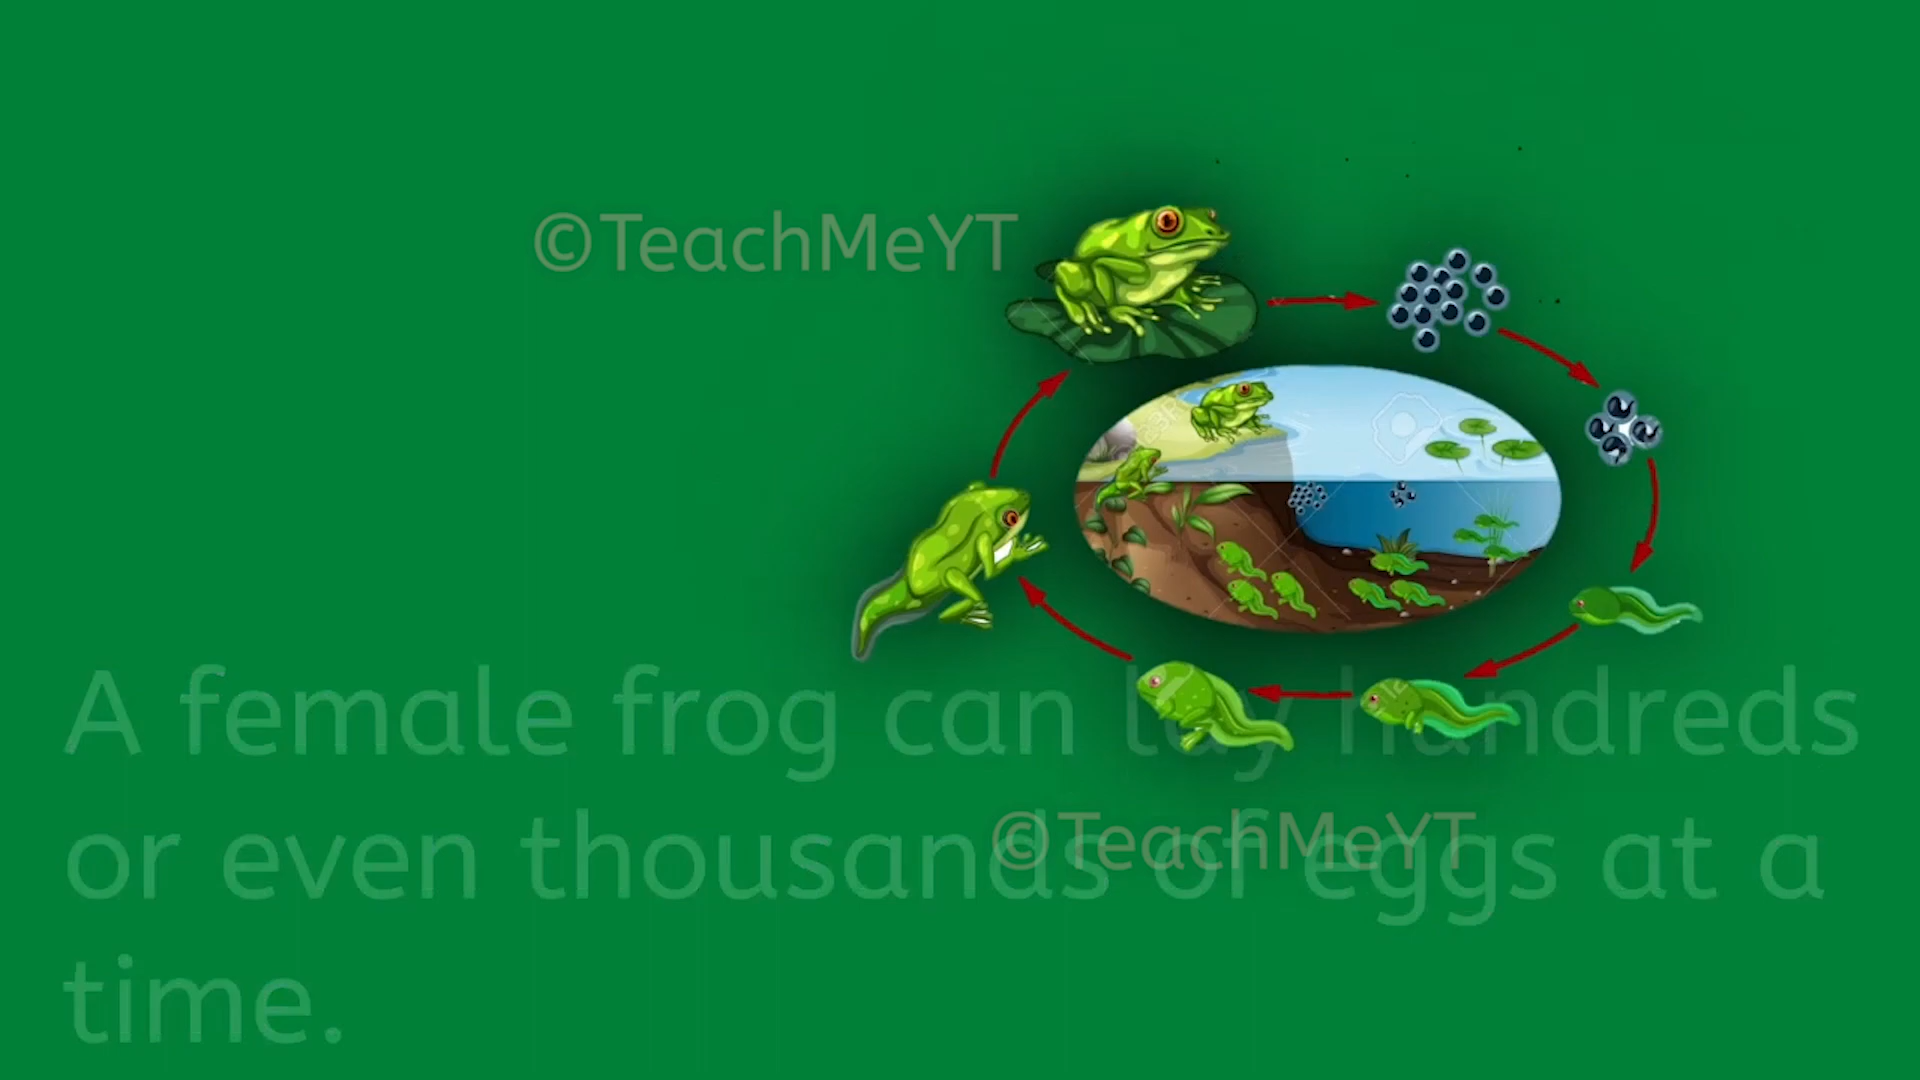 ©TeachMeYT
A female frog can lay hundreds
or even thousands of eggs at a
©TeachMeYT
time.